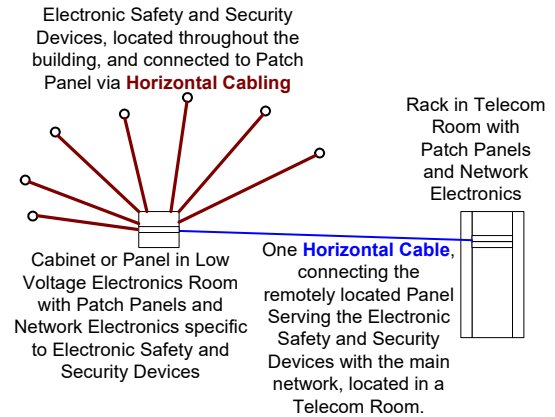 Electronic Safety and Security
Devices, located throughout the
building, and connected to Patch
Panel via Horizontal Cabling
Rack in Telecom
Room with
Patch Panels
and Network
Electronics
Cabinet or Panel in Low
Voltage Electronics Room
with Patch Panels and
Network Electronics specific
to Electronic Safety and
Security Devices
One Horizontal Cable,
connecting the
remotely located Panel
Serving the Electronic
Safety and Security
Devices with the main
network, located in a
Telecom Room.